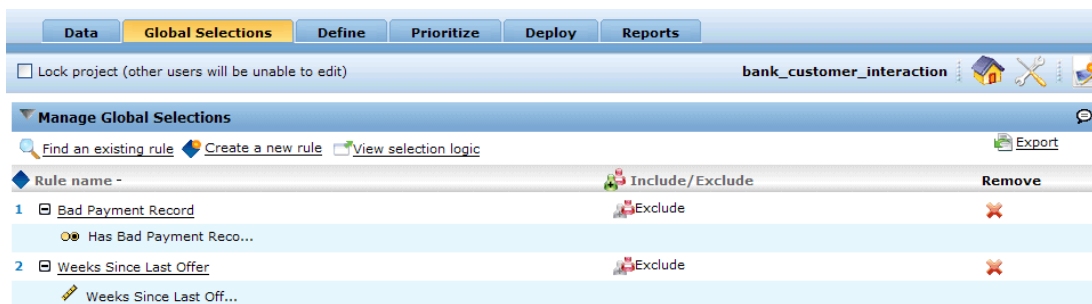 Data Global Selections Define Prioritize Deploy Reports
Lock project (other users will be unable to edit) bank_customer_interaction
Manage Global Selections
Find an existing rule Create a new rule View selection logic Export
Rule name - Include/Exclude Remove
1 Bad Payment Record Exclude
Has Bad Payment Reco...
2 Weeks Since Last Offer Exclude
Weeks Since Last Off...